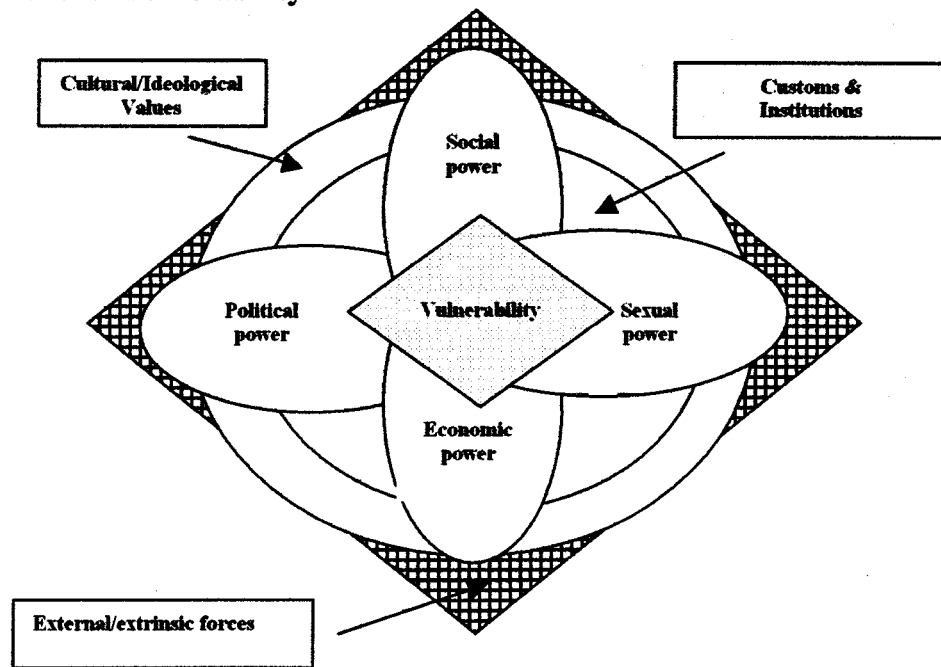 Cultural/Ideological
Values
Customs &
Institutions
Social
power
Political
power
Vulnerability
Sexual
power
Economic
power
External/extrinsic forces